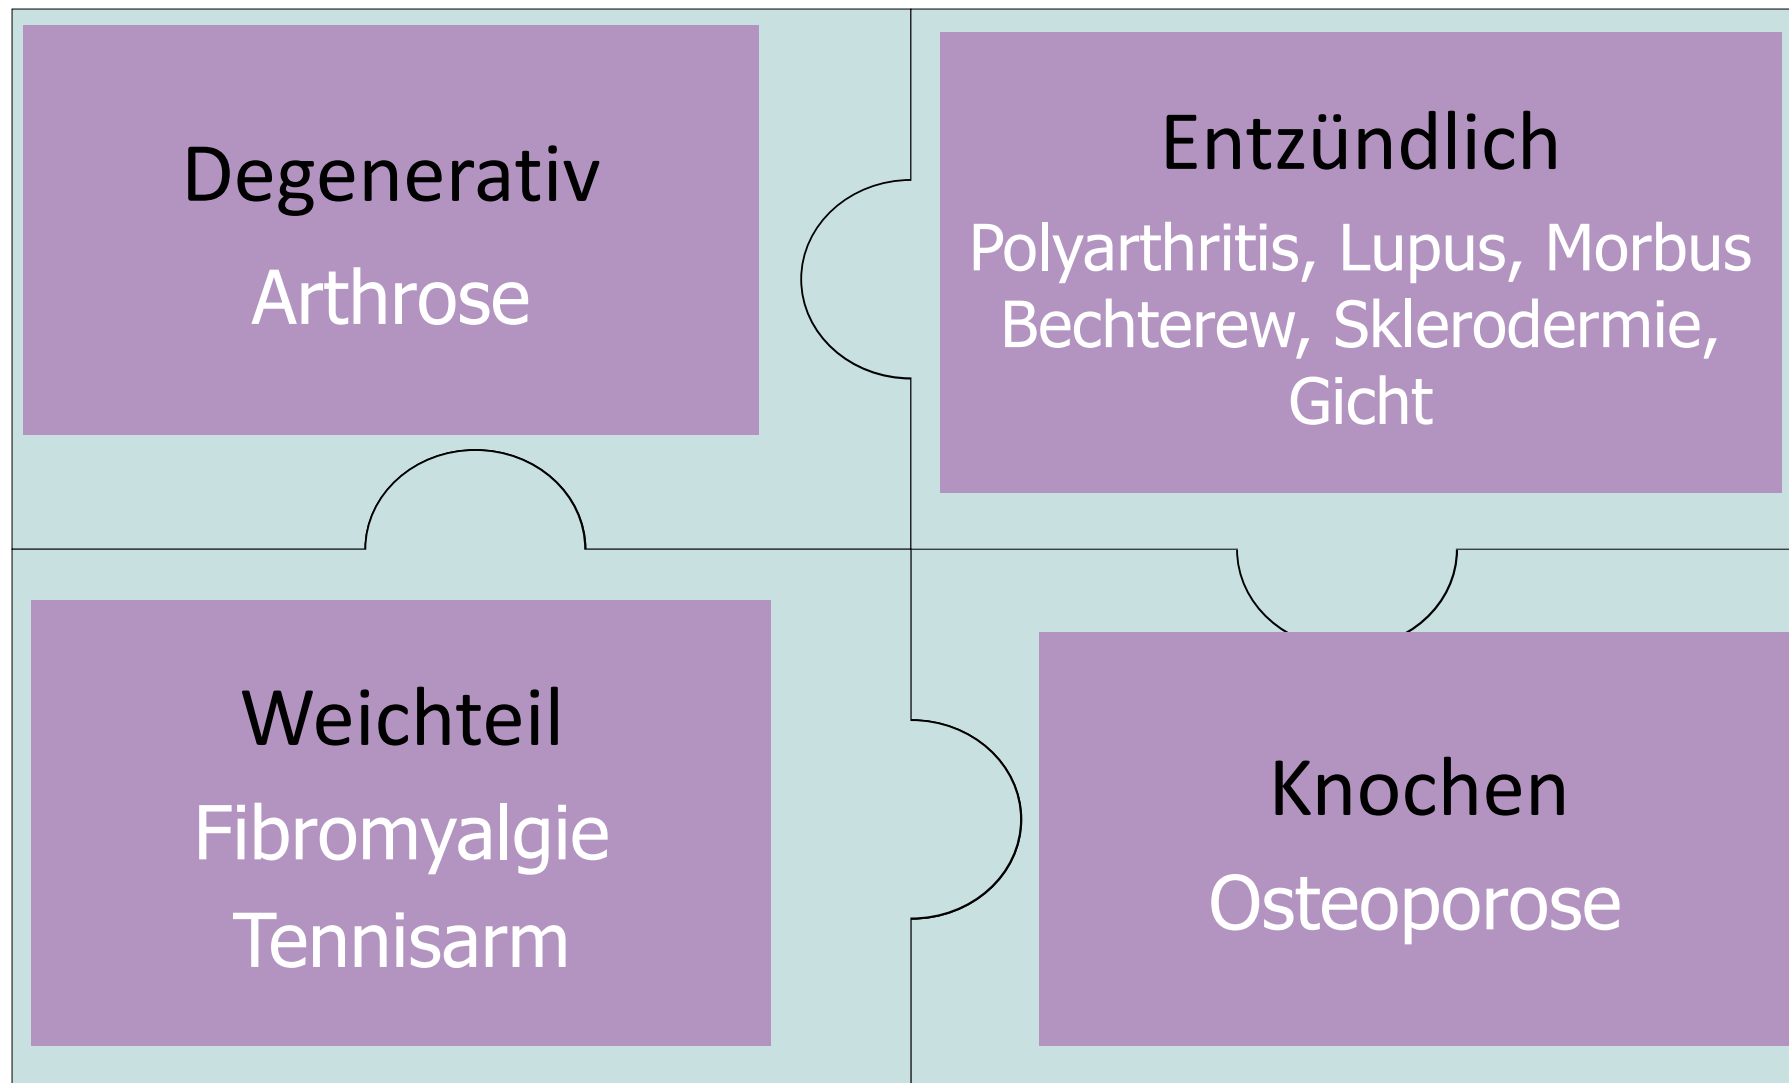 Degenerativ
Arthrose
Entzündlich
Polyarthritis, Lupus, Morbus
Bechterew, Sklerodermie,
Gicht
Weichteil
Fibromyalgie
Tennisarm
Knochen
Osteoporose